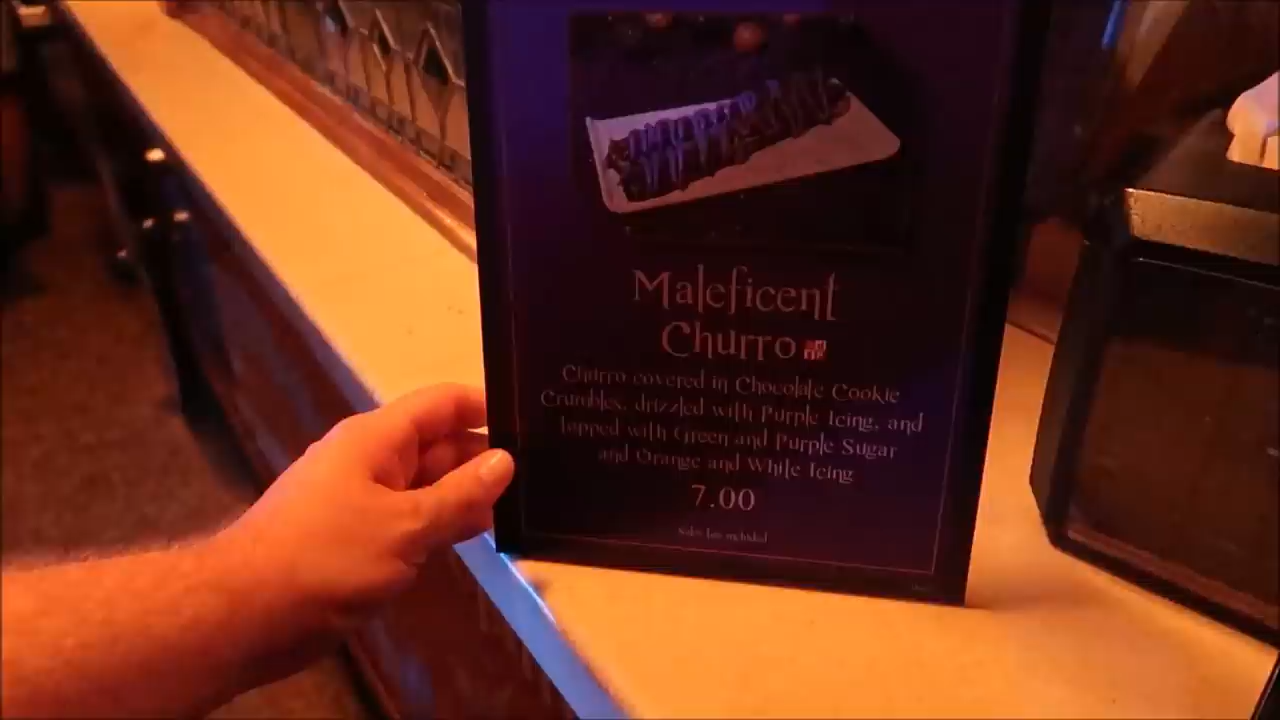 Maleficent
Churro
Churro covered in Chocolate Cookie
Crumbles, drizzled with Purple Icing, and
topped with Green and Purple Sugar
and Orange and White Icing
7.00
Sales tax included